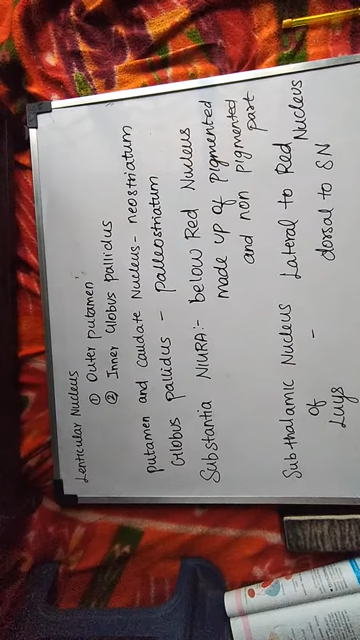 Lenticular Nucleus
① Outer putamen
② Inner Globus Pallidus
putamen and caudate Nucleus - neostriatum
Globus pallidus - palleostriatum
Substantia NIURA:- below Red Nucleus
made up of pigmented
and non pigmented
part
Subthalamic Nucleus - Lateral to Red Nucleus
of
Luys
dorsal to SN